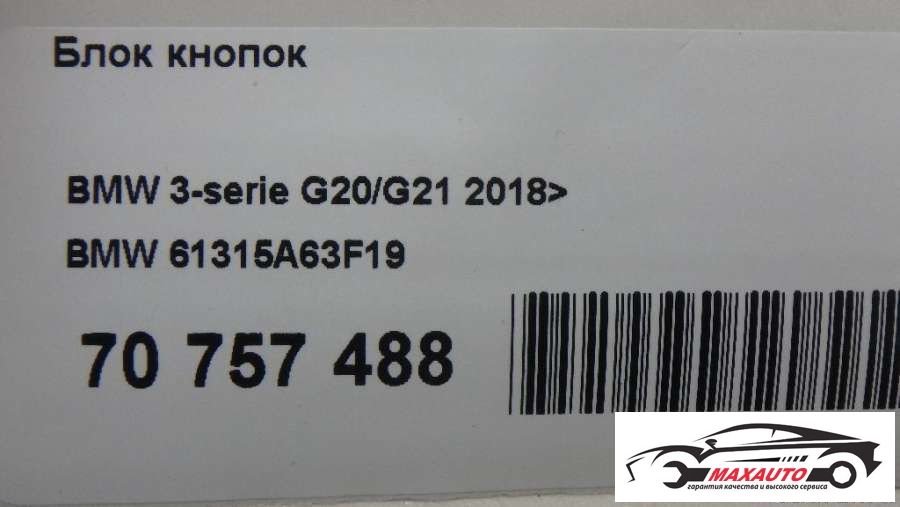 Блок кнопок
BMW 3-serie G20/G21 2018>
BMW 61315A63F19
70 757 488
MAXAUTO
гарантия качества и высокого сервиса